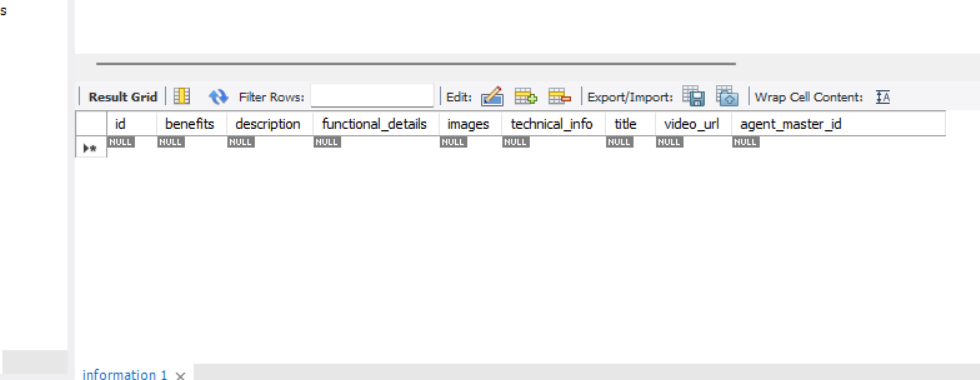 s
Result Grid Filter Rows: Edit: Export/Import: Wrap Cell Content: IA
id benefits description functional_details images technical_info title video_url agent_master_id
NULL NULL NULL NULL NULL NULL NULL NULL NULL
information 1 ×